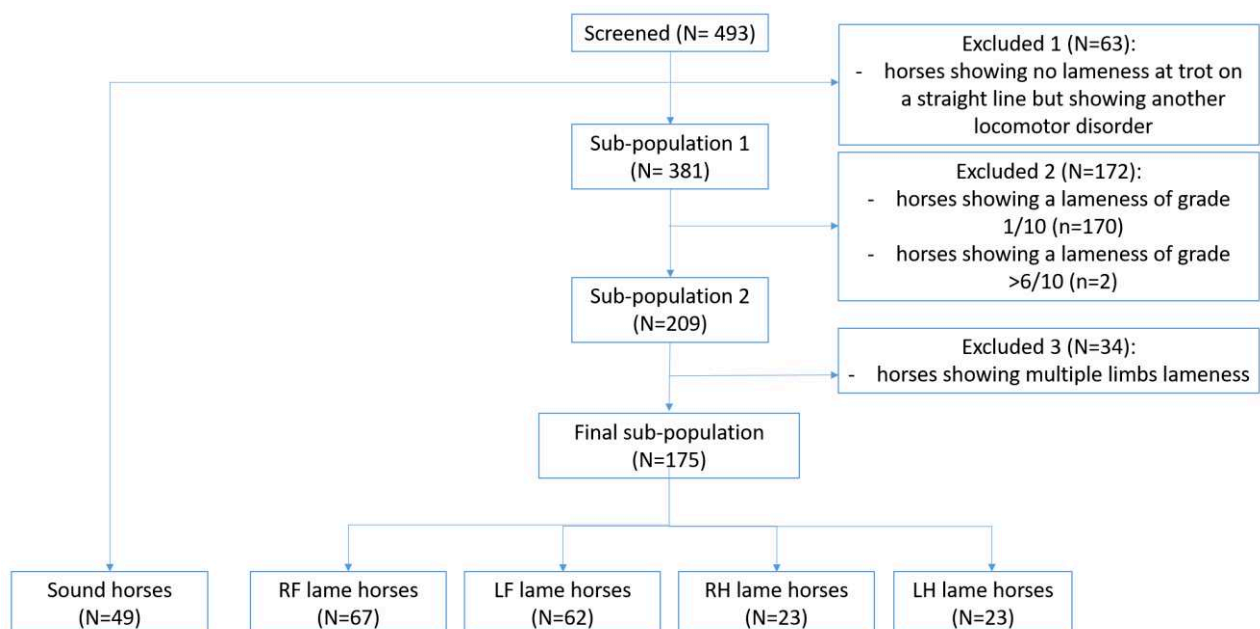 Screened (N= 493)
Excluded 1 (N=63):
- horses showing no lameness at trot on
a straight line but showing another
locomotor disorder
Sub-population 1
(N= 381)
Excluded 2 (N=172):
- horses showing a lameness of grade
1/10 (n=170)
- horses showing a lameness of grade
>6/10 (n=2)
Sub-population 2
(N=209)
Excluded 3 (N=34):
- horses showing multiple limbs lameness
Final sub-population
(N=175)
Sound horses
(N=49)
RF lame horses
(N=67)
LF lame horses
(N=62)
RH lame horses
(N=23)
LH lame horses
(N=23)